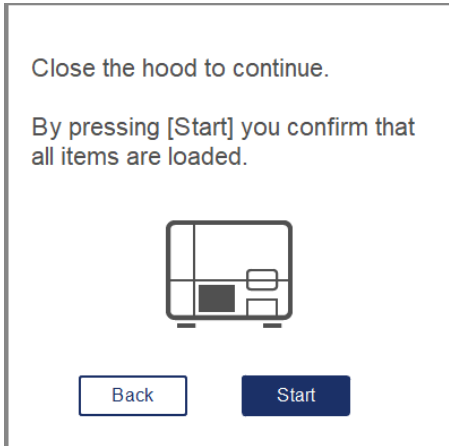 Close the hood to continue.
By pressing [Start] you confirm that
all items are loaded.
Back
Start